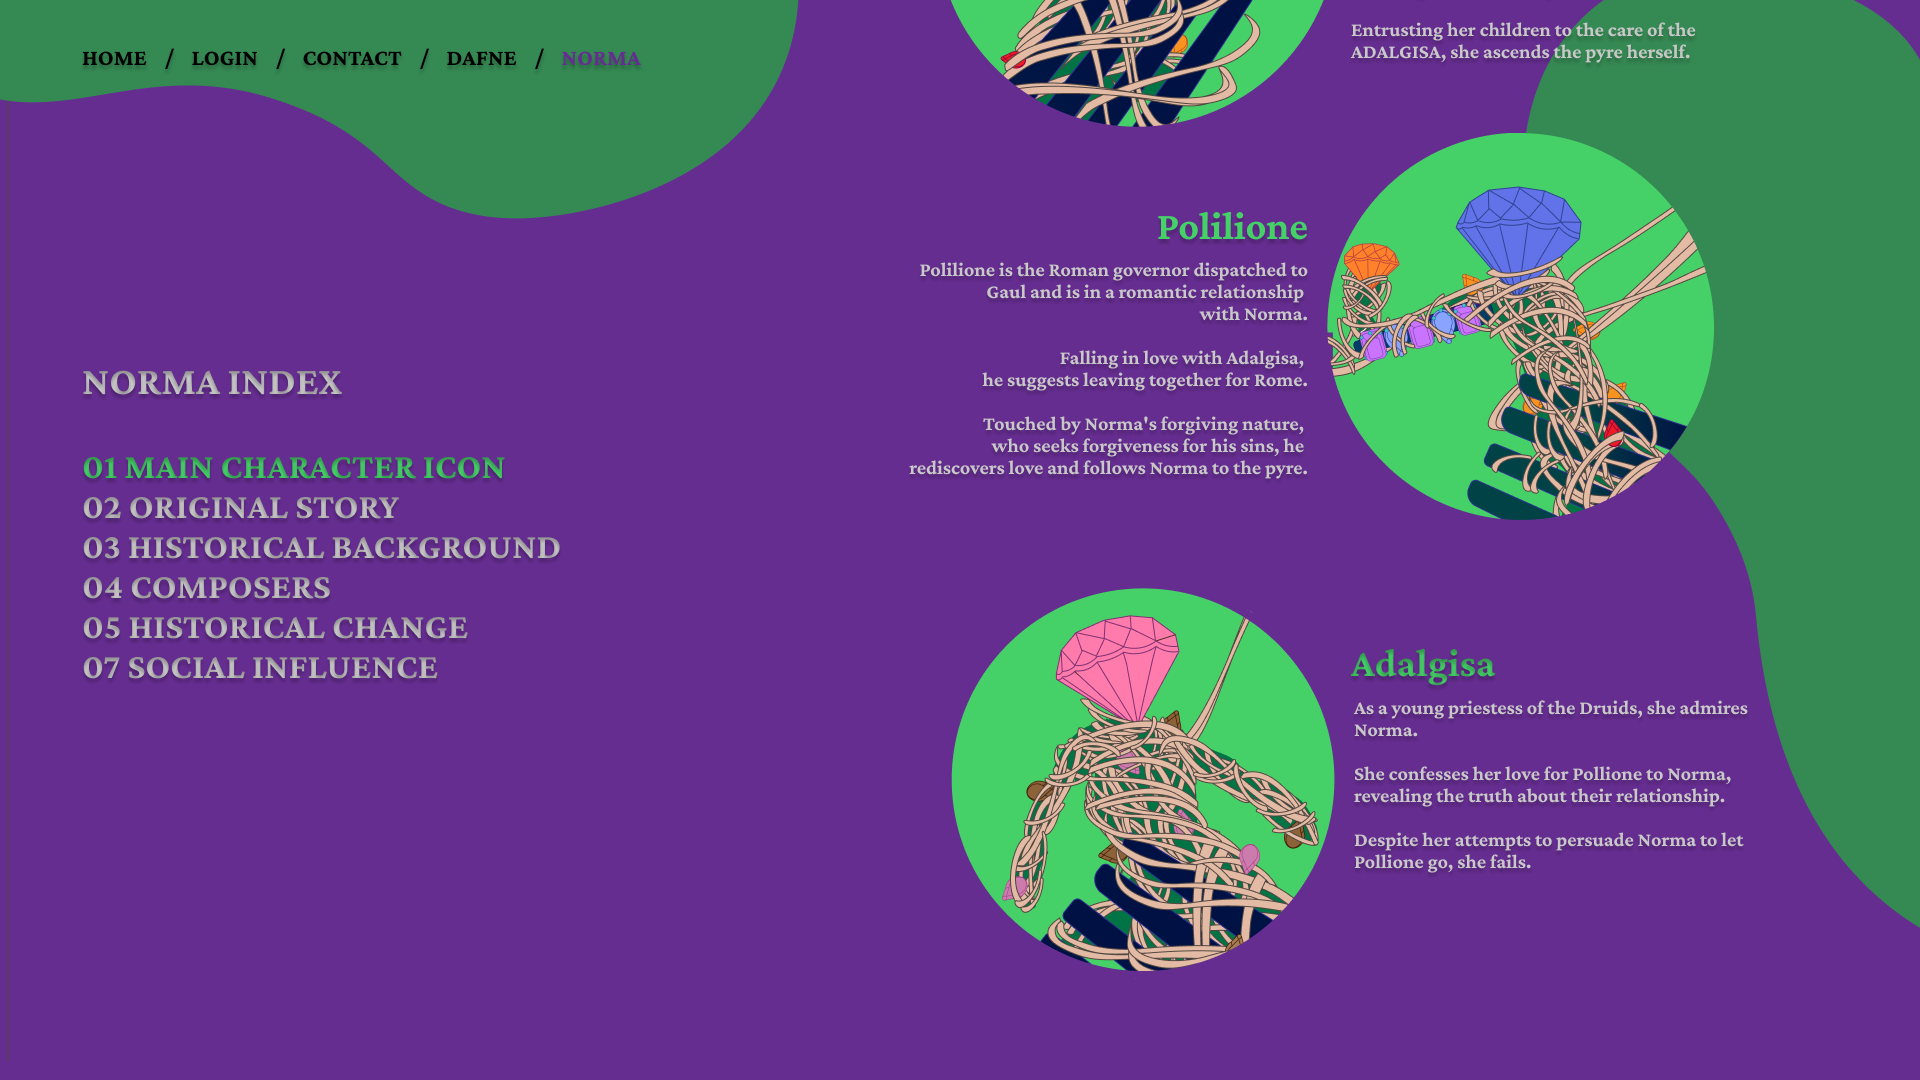 HOME / LOGIN / CONTACT / DAFNE / NORMA
NORMA INDEX
01 MAIN CHARACTER ICON
02 ORIGINAL STORY
03 HISTORICAL BACKGROUND
04 COMPOSERS
05 HISTORICAL CHANGE
07 SOCIAL INFLUENCE
Entrusting her children to the care of the
ADALGISA, she ascends the pyre herself.
Polilione
Polilione is the Roman governor dispatched to
Gaul and is in a romantic relationship
with Norma.
Falling in love with Adalgisa,
he suggests leaving together for Rome.
Touched by Norma's forgiving nature,
who seeks forgiveness for his sins, he
rediscovers love and follows Norma to the pyre.
Adalgisa
As a young priestess of the Druids, she admires
Norma.
She confesses her love for Pollione to Norma,
revealing the truth about their relationship.
Despite her attempts to persuade Norma to let
Pollione go, she fails.